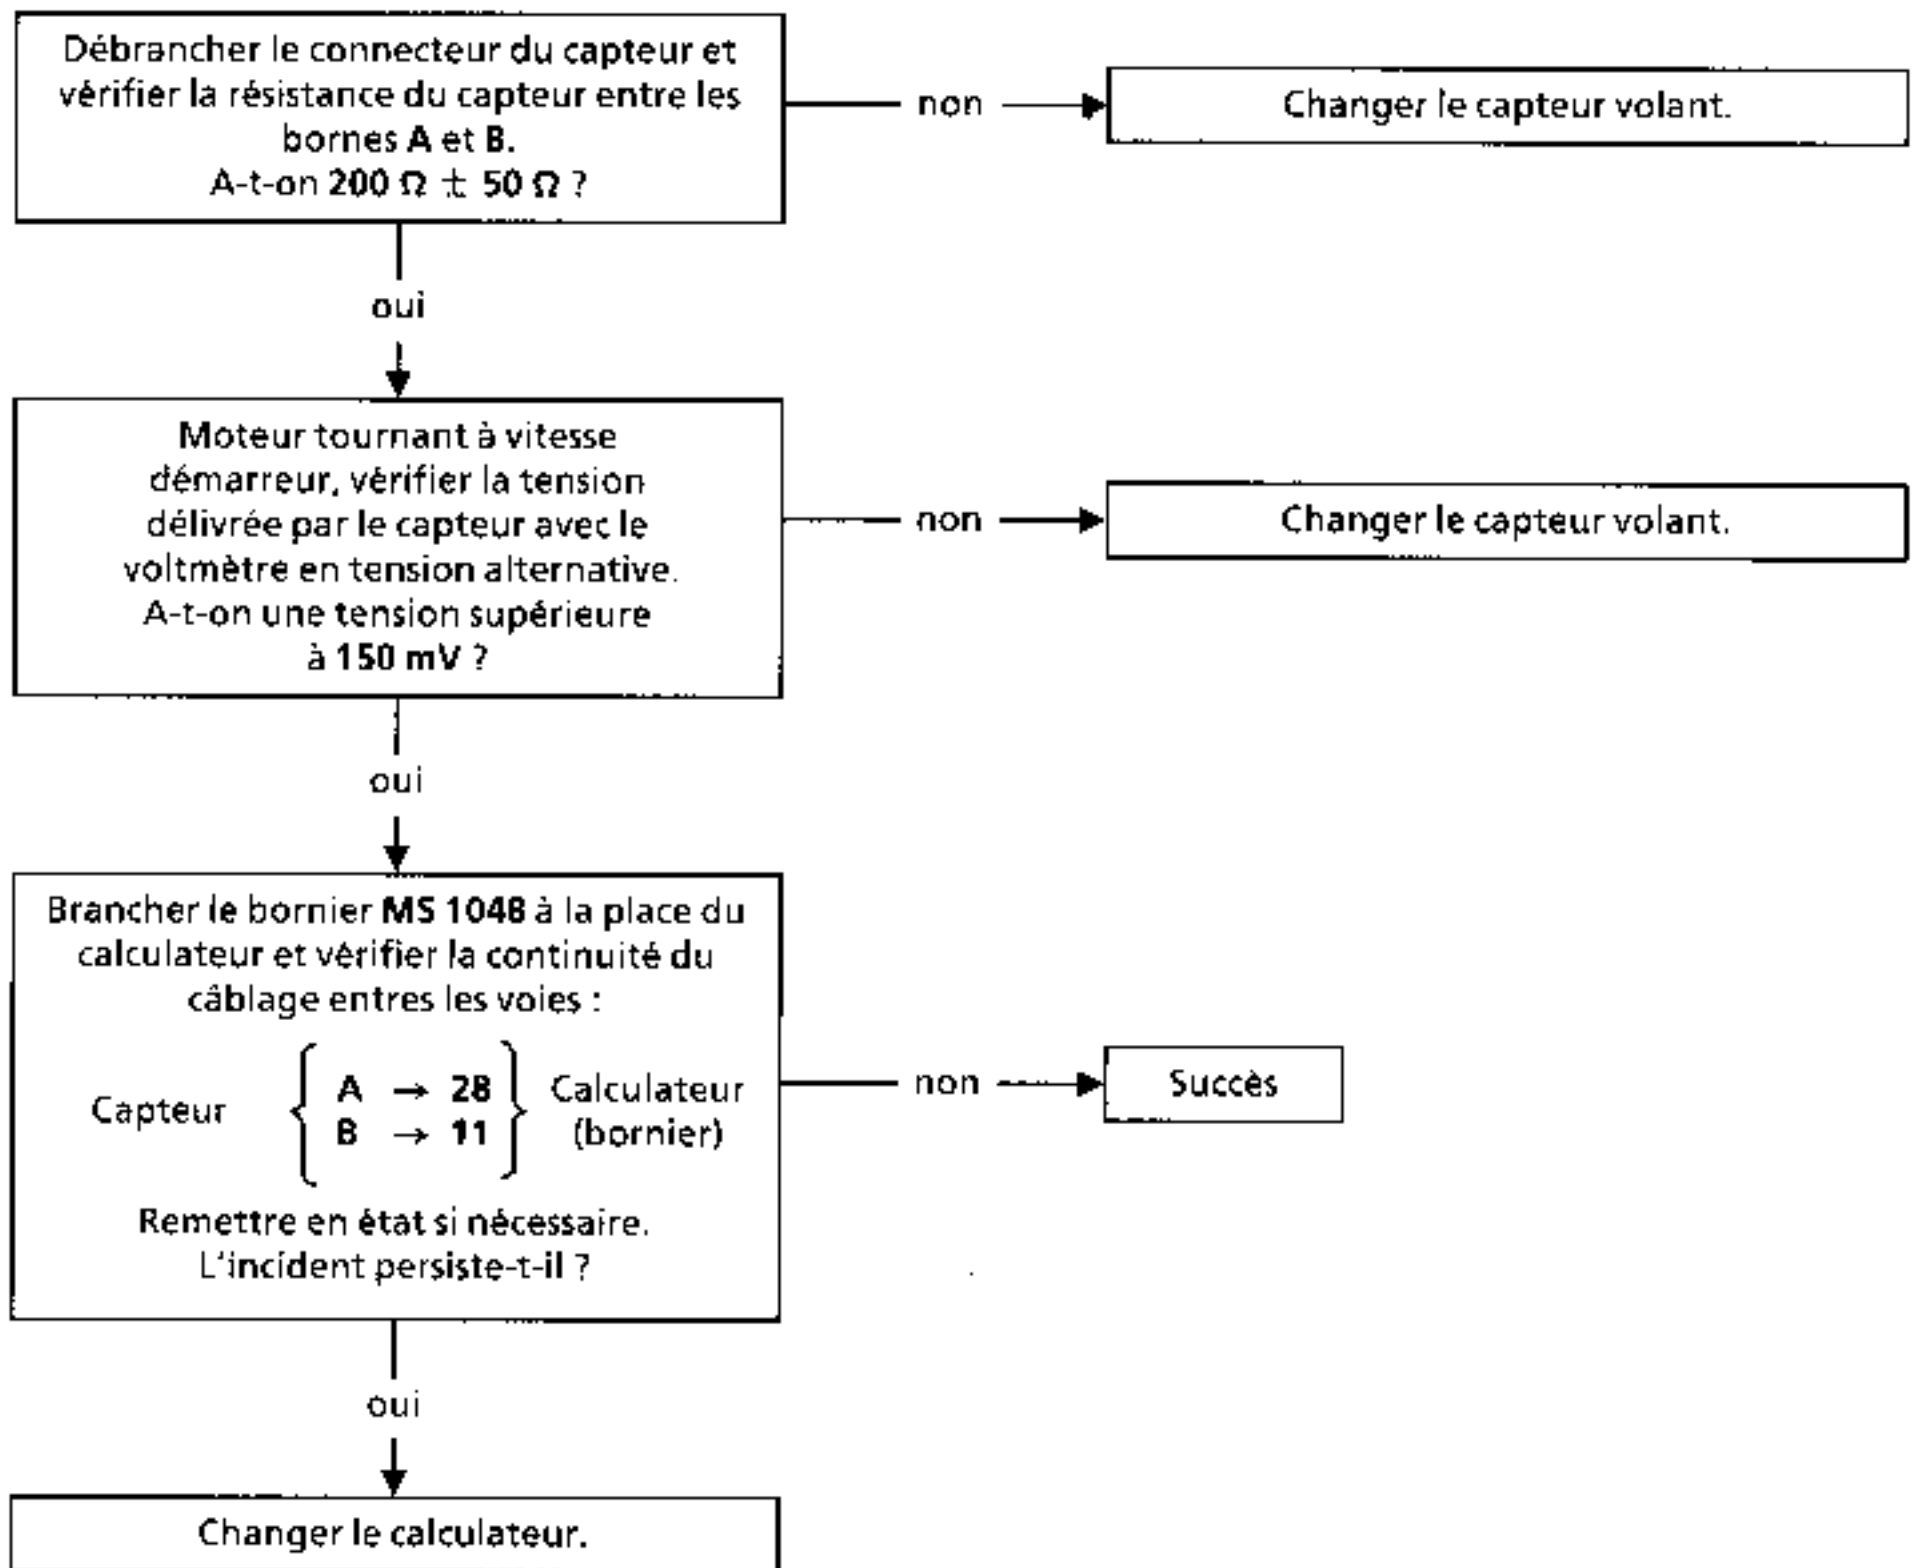 Débrancher le connecteur du capteur et
vérifier la résistance du capteur entre les
bornes A et B.
A-t-on 200 Ω ± 50 Ω ?
non
Changer le capteur volant.
oui
Moteur tournant à vitesse
démarreur, vérifier la tension
délivrée par le capteur avec le
voltmètre en tension alternative.
A-t-on une tension supérieure
à 150 mV ?
non
Changer le capteur volant.
oui
Brancher le bornier MS 1048 à la place du
calculateur et vérifier la continuité du
câblage entres les voies :
Capteur { A → 28 } Calculateur
B → 11 (bornier)
Remettre en état si nécessaire.
L'incident persiste-t-il ?
non
Succès
oui
Changer le calculateur.